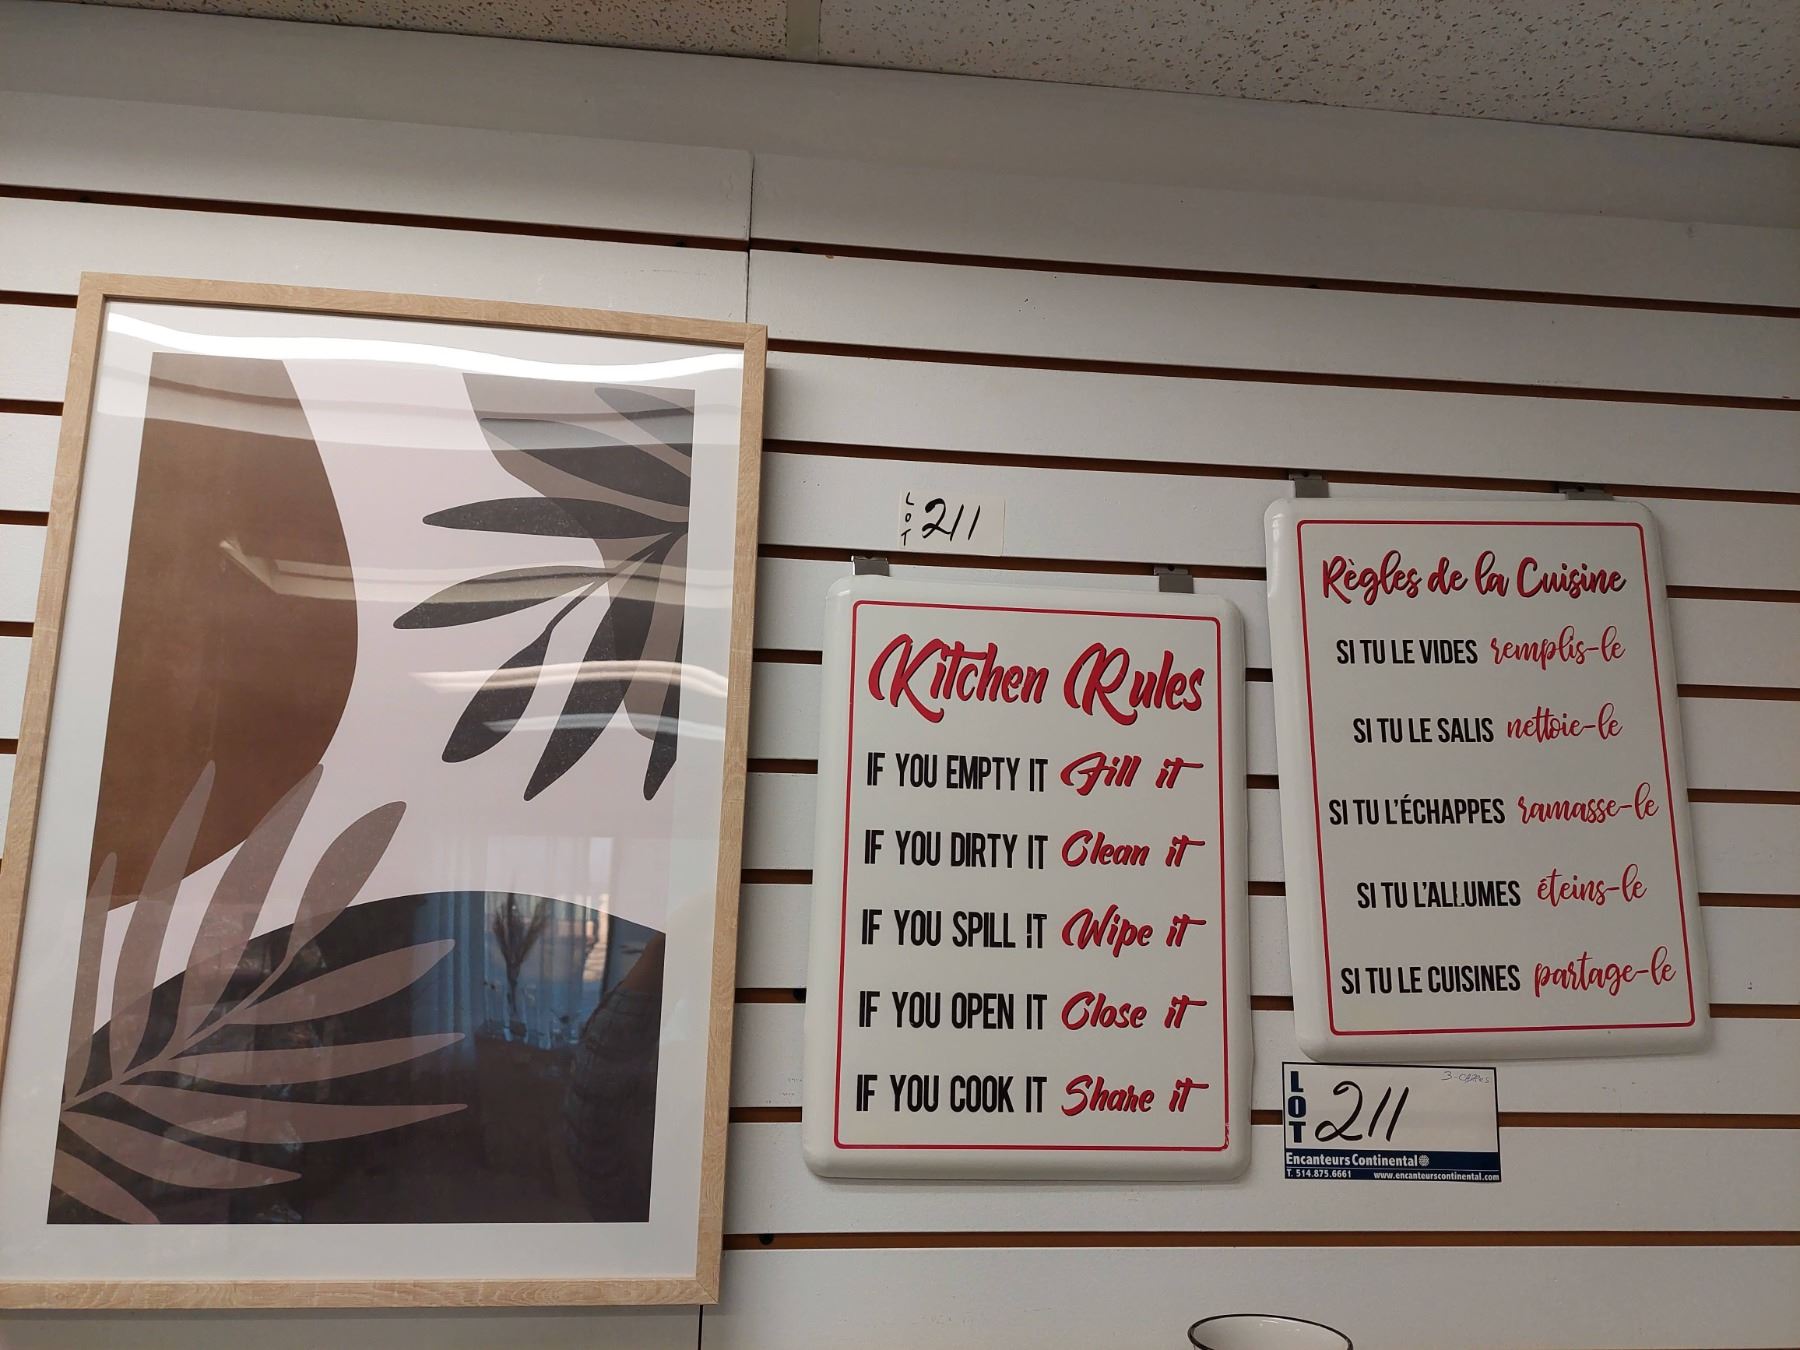 LOT 211
Kitchen Rules
IF YOU EMPTY IT Fill it
IF YOU DIRTY IT Clean it
IF YOU SPILL IT Wipe it
IF YOU OPEN IT Close it
IF YOU COOK IT Share it
Règles de la Cuisine
SI TU LE VIDES remplis-le
SI TU LE SALIS nettoie-le
SI TU L'ÉCHAPPES ramasse-le
SI TU L'ALLUMES éteins-le
SI TU LE CUISINES partage-le
LOT 211
3-
Encanteurs Continental
T. 514.875.6661 www.encanteurscontinental.com